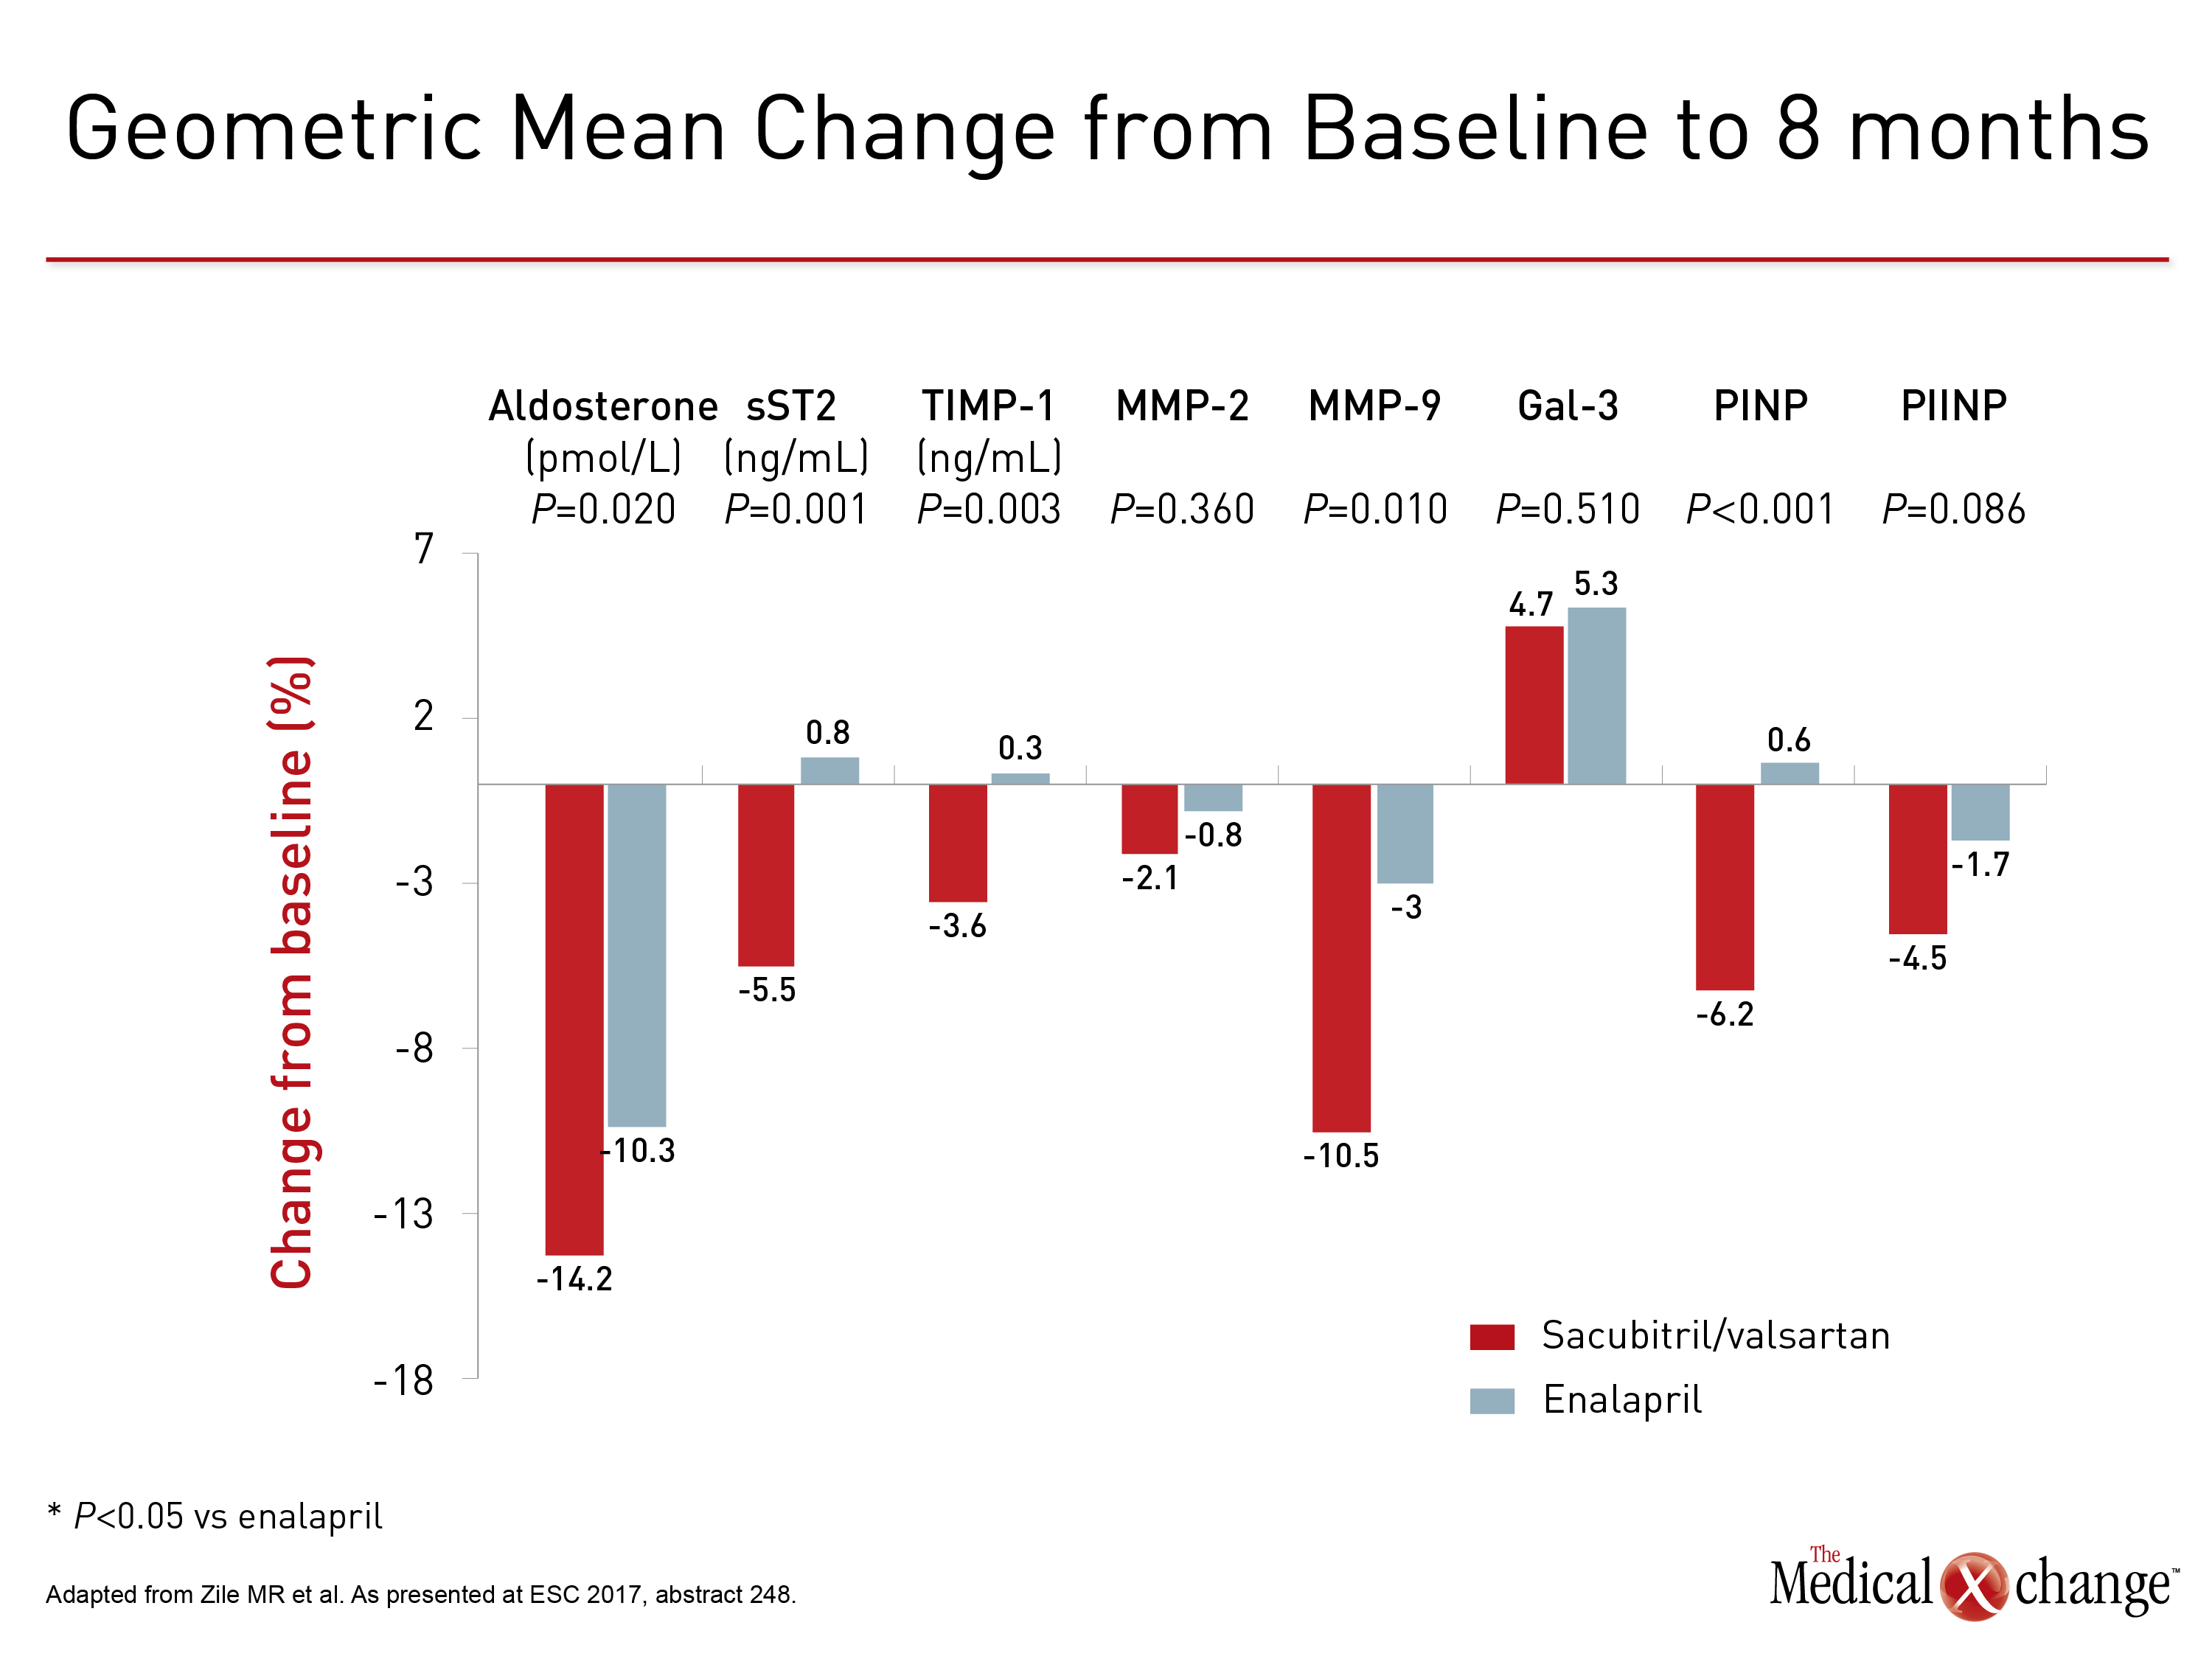 Geometric Mean Change from Baseline to 8 months
Aldosterone sST2 TIMP-1 MMP-2 MMP-9 Gal-3 PINP PIINP
(pmol/L) (ng/mL) (ng/mL)
P=0.020 P=0.001 P=0.003 P=0.360 P=0.010 P=0.510 P<0.001 P=0.086
Change from baseline (%)
7
2
-3
-8
-13
-18
-14.2
-10.3
-5.5
0.8
-3.6
0.3
-2.1
-0.8
-10.5
-3
4.7
5.3
-6.2
0.6
-4.5
-1.7
Sacubitril/valsartan
Enalapril
* P<0.05 vs enalapril
Adapted from Zile MR et al. As presented at ESC 2017, abstract 248.
The
Medical Xchange™